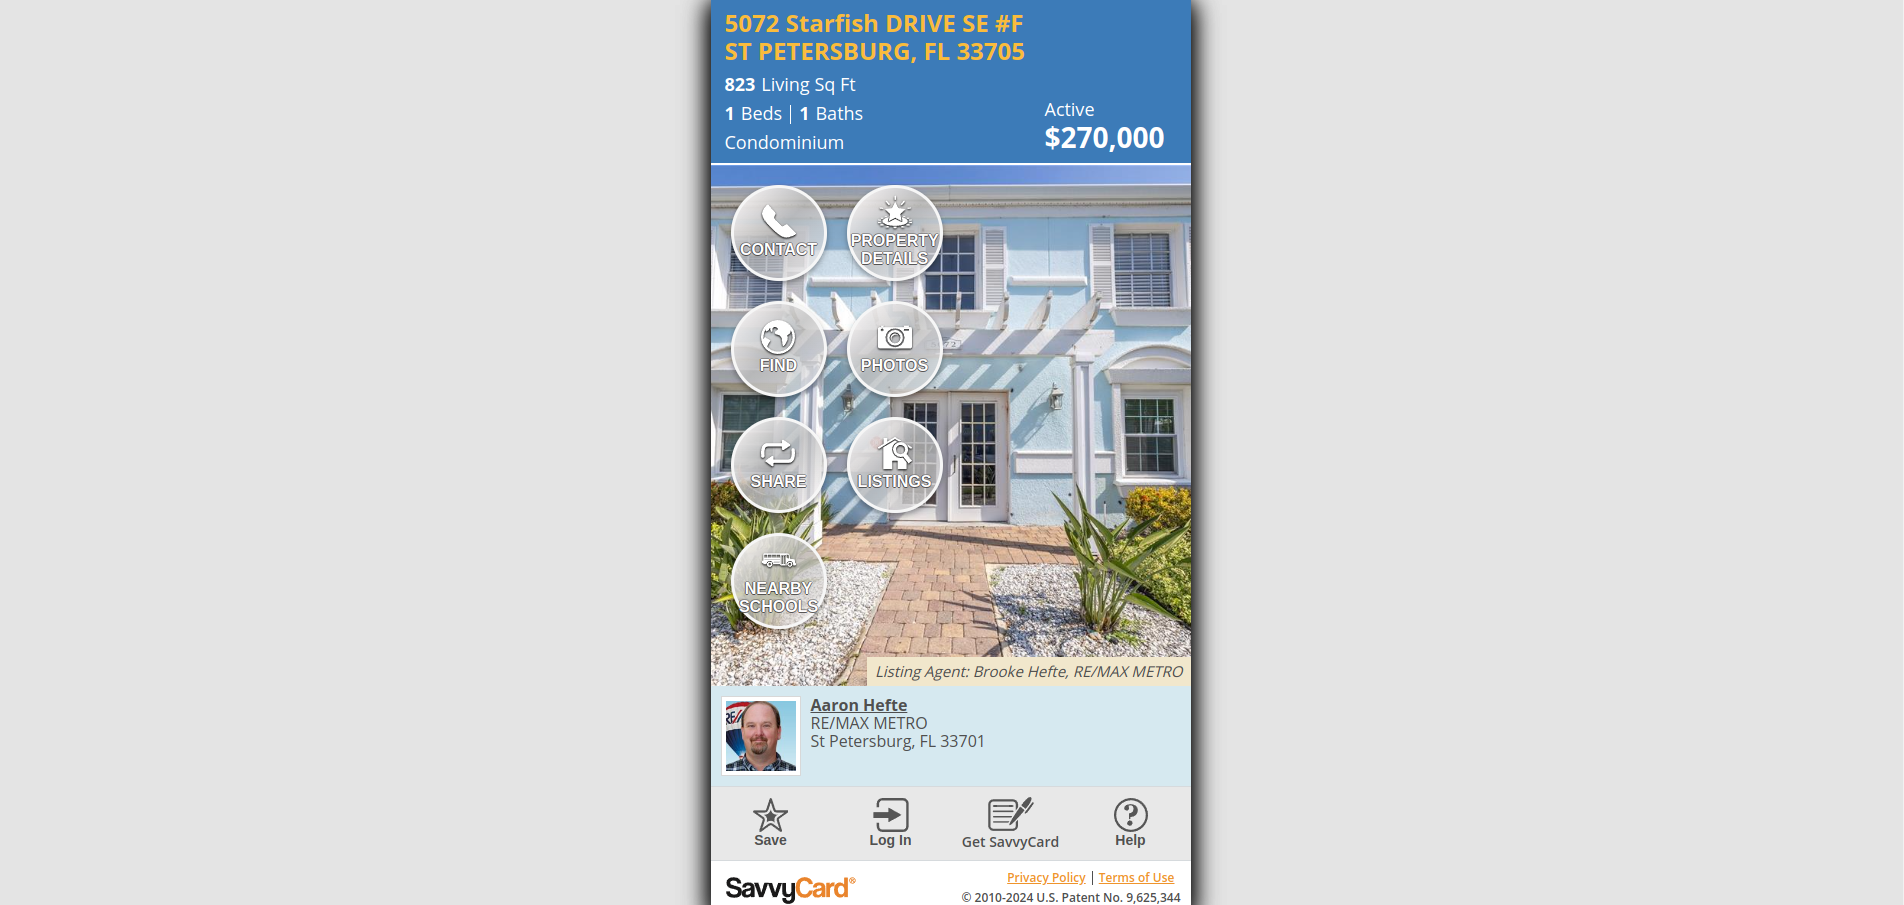 5072 Starfish DRIVE SE #F
ST PETERSBURG, FL 33705
823 Living Sq Ft
1 Beds | 1 Baths
Condominium
Active
$270,000
CONTACT
PROPERTY
DETAILS
FIND
PHOTOS
SHARE
LISTINGS
NEARBY
SCHOOLS
Listing Agent: Brooke Hefte, RE/MAX METRO
Aaron Hefte
RE/MAX METRO
St Petersburg, FL 33701
Save
Log In
Get SavvyCard
Help
SavvyCard®
Privacy Policy | Terms of Use
© 2010-2024 U.S. Patent No. 9,625,344